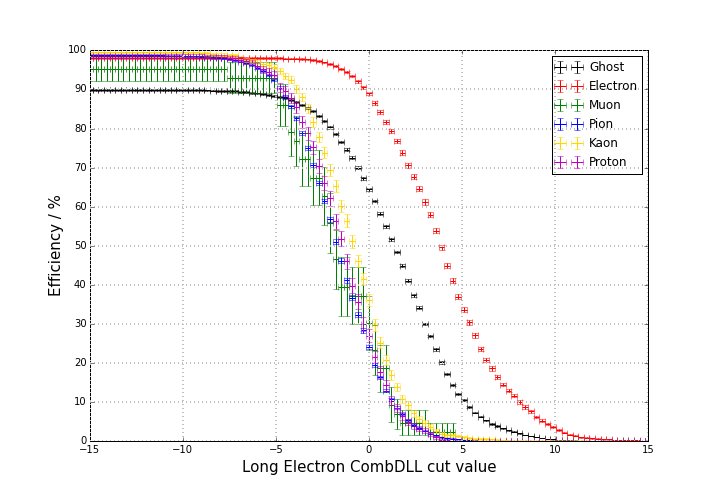 100
90
80
70
60
50
40
30
20
10
0
Efficiency / %
Ghost
Electron
Muon
Pion
Kaon
Proton
−15 −10 −5 0 5 10 15
Long Electron CombDLL cut value